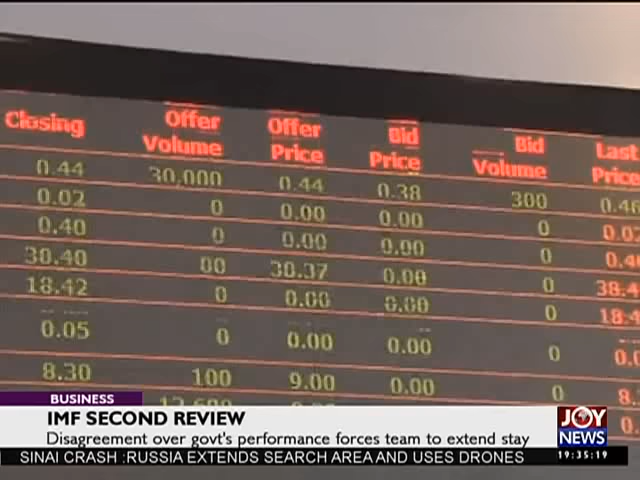 Closing Offer Volume Offer Price Bid Price Bid Volume Last Price
0.44 30,000 0.44 0.38 300 0.46
0.02 0 0.00 0.00 0 0.02
0.40 0 0.00 0.00 0
30.40 00 30.37 0.00 0 38.4
18.42 0 0.00 0.00 0 18.4
0.05 0 0.00 0.00 0 0.0
8.30 100 9.00 0.00 0 8.
BUSINESS
IMF SECOND REVIEW
Disagreement over govt's performance forces team to extend stay
JOY
NEWS
SINAI CRASH :RUSSIA EXTENDS SEARCH AREA AND USES DRONES
19:35:19